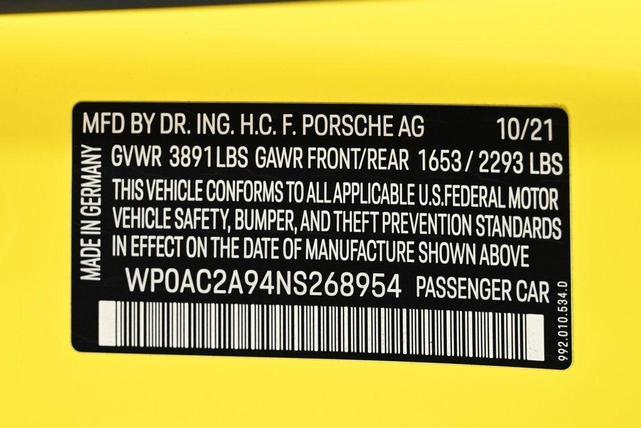 MFD BY DR. ING. H.C. F. PORSCHE AG 10/21
GVWR 3891 LBS GAWR FRONT/REAR 1653 / 2293 LBS
THIS VEHICLE CONFORMS TO ALL APPLICABLE U.S.FEDERAL MOTOR
VEHICLE SAFETY, BUMPER, AND THEFT PREVENTION STANDARDS
IN EFFECT ON THE DATE OF MANUFACTURE SHOWN ABOVE
WP0AC2A94NS268954 PASSENGER CAR
MADE IN GERMANY
992.010.534.D